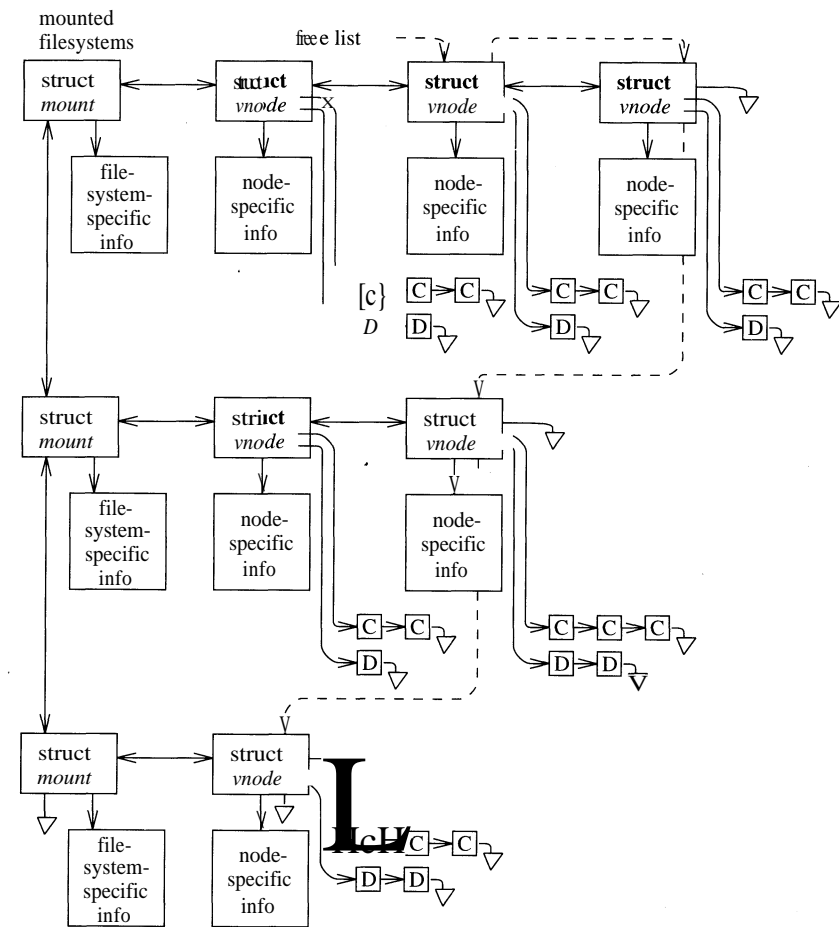 mounted
filesystems
free list
struct
mount
struct
vnode
x
struct
vnode
struct
vnode
file-
system-
specific
info
node-
specific
info
node-
specific
info
node-
specific
info
[c}
C C
C C
C C
D
D
D
D
V
struct
mount
struct
vnode
struct
vnode
V
file-
system-
specific
info
node-
specific
info
node-
specific
info
C C
C C C
D
D D
V
V
struct
mount
struct
vnode
L
HcH
C C
D D
file-
system-
specific
info
node-
specific
info